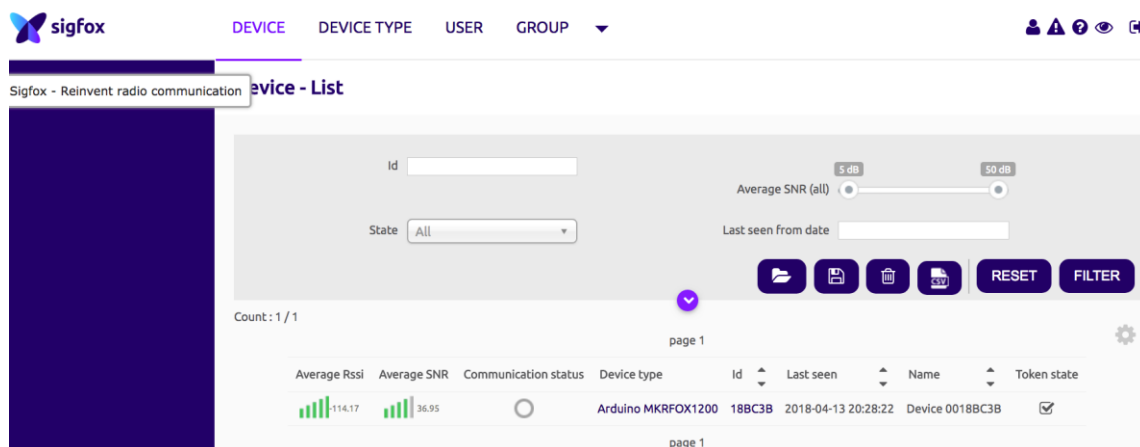 sigfox
DEVICE DEVICE TYPE USER GROUP
Sigfox - Reinvent radio communication
evice - List
Id
5 dB 50 dB
Average SNR (all)
State All
Last seen from date
CSV RESET FILTER
Count : 1 / 1
page 1
Average Rssi Average SNR Communication status Device type Id Last seen Name Token state
-114.17 36.95 Arduino MKRFOX1200 18BC3B 2018-04-13 20:28:22 Device 0018BC3B
page 1